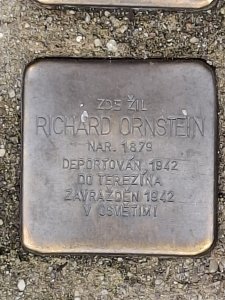 ZDE ŽIL
RICHARD ORNSTEIN
NAR. 1879
DEPORTOVÁN 1942
DO TEREZÍNA
ZAVRAŽDĚN 1942
V OSVĚTIMI